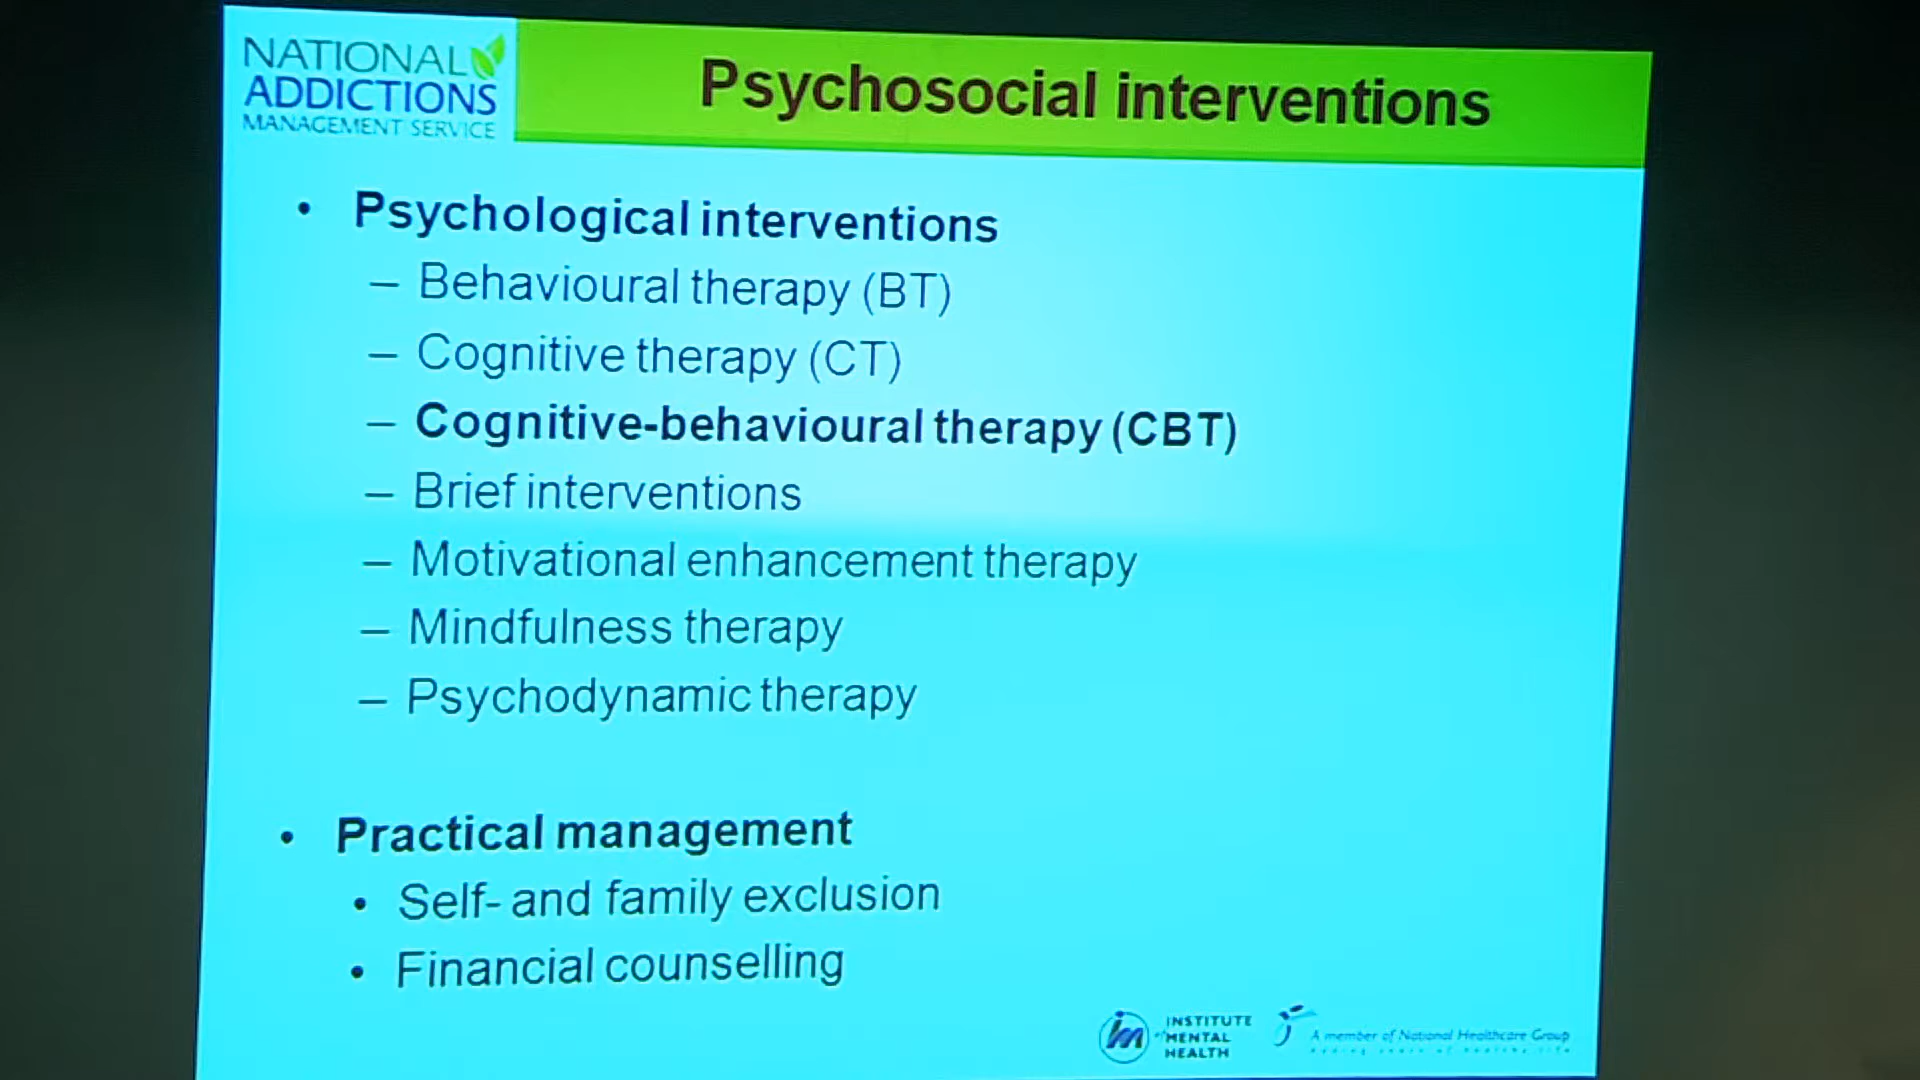 NATIONAL
ADDICTIONS
MANAGEMENT SERVICE
Psychosocial interventions
• Psychological interventions
– Behavioural therapy (BT)
– Cognitive therapy (CT)
– Cognitive-behavioural therapy (CBT)
– Brief interventions
– Motivational enhancement therapy
– Mindfulness therapy
– Psychodynamic therapy
• Practical management
• Self- and family exclusion
• Financial counselling
INSTITUTE
of MENTAL
HEALTH
A member of National Healthcare Group